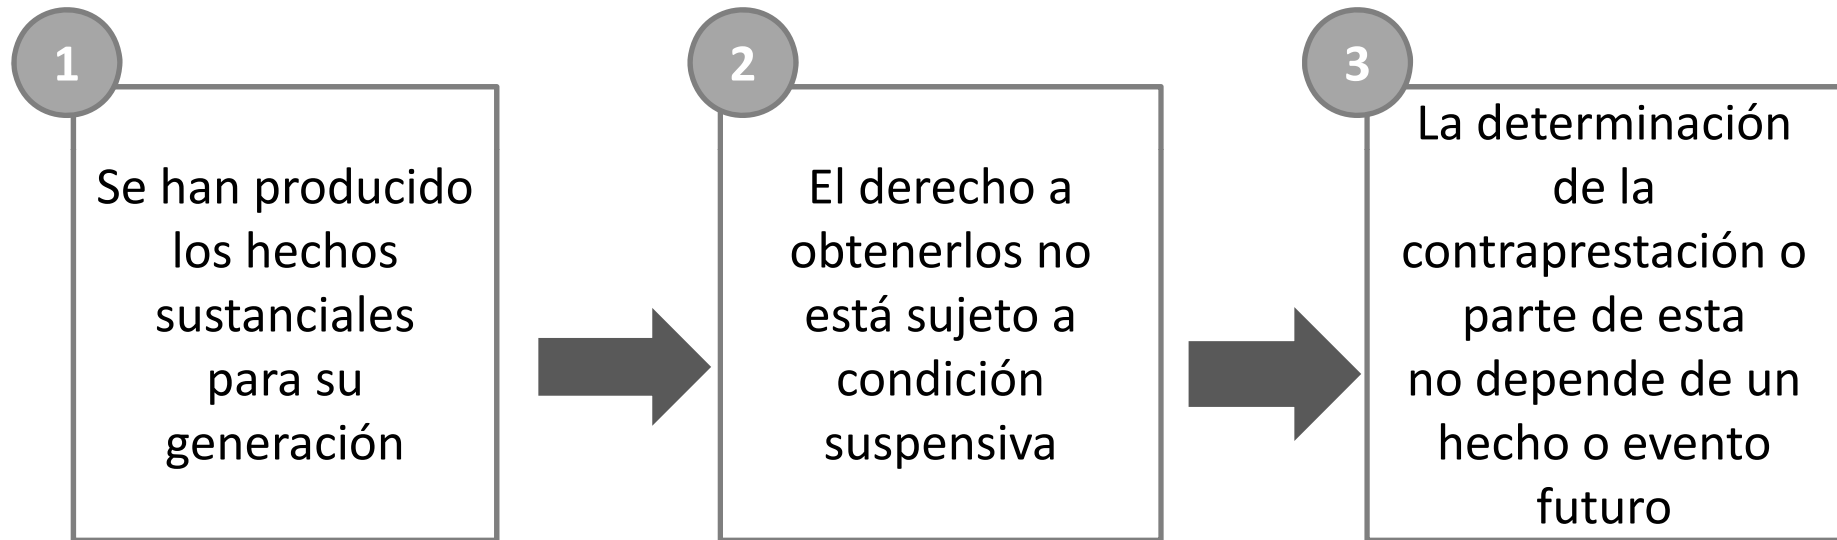 1
Se han producido
los hechos
sustanciales
para su
generación
2
El derecho a
obtenerlos no
está sujeto a
condición
suspensiva
3
La determinación
de la
contraprestación o
parte de esta
no depende de un
hecho o evento
futuro